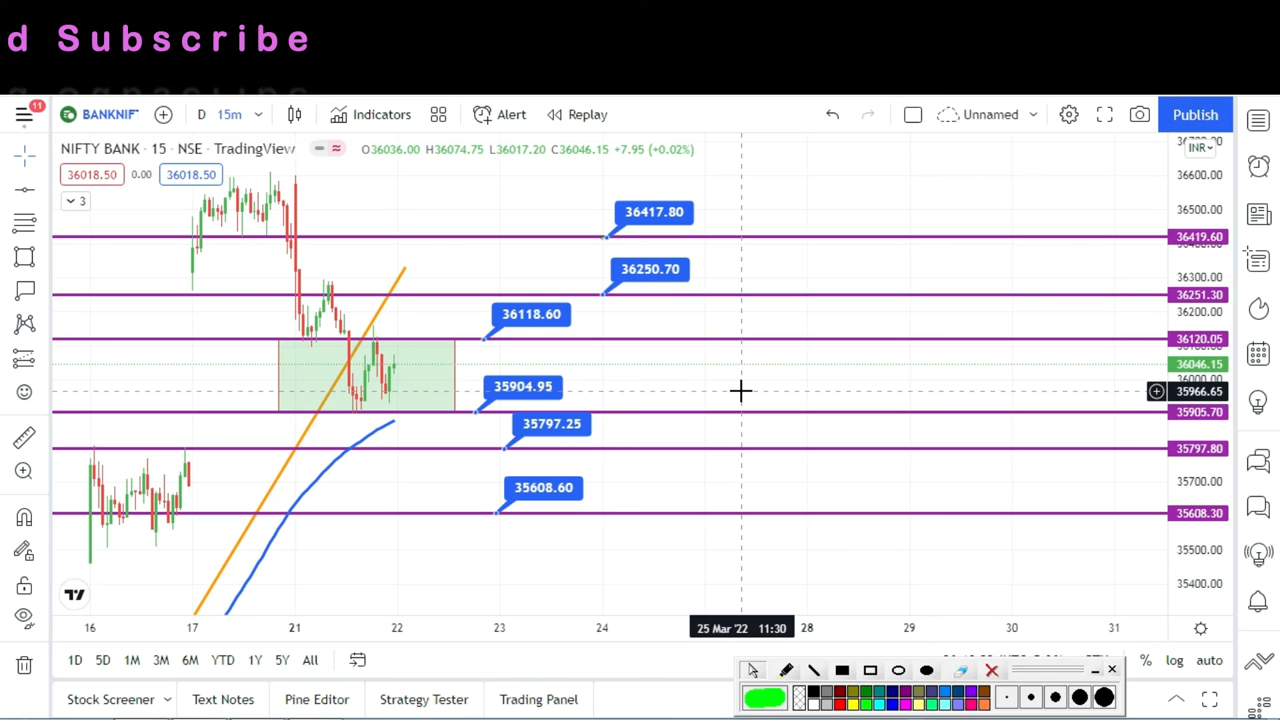 d Subscribe
11
BANKNIF
D
15m
Indicators
Alert
Replay
Unnamed
Publish
NIFTY BANK · 15 · NSE · TradingView
O36036.00 H36074.75 L36017.20 C36046.15 +7.95 (+0.02%)
INR
36018.50
0.00
36018.50
3
36600.00
36500.00
36417.80
36419.60
36250.70
36300.00
36251.30
36118.60
36200.00
36120.05
36046.15
36000.00
35904.95
35966.65
35905.70
35797.25
35797.80
35608.60
35700.00
35608.30
35500.00
35400.00
16
17
21
22
23
24
25 Mar '22 11:30
28
29
30
31
1D
5D
1M
3M
6M
YTD
1Y
5Y
All
%
log
auto
Stock Screener
Text Notes
Pine Editor
Strategy Tester
Trading Panel